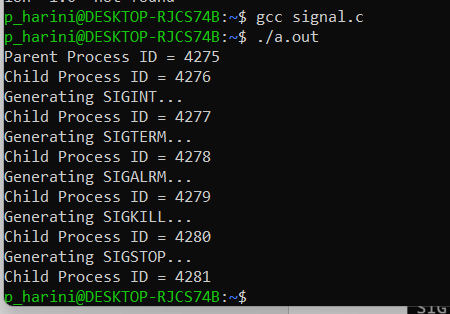 p_harini@DESKTOP-RJCS74B:~$ gcc signal.c
p_harini@DESKTOP-RJCS74B:~$ ./a.out
Parent Process ID = 4275
Child Process ID = 4276
Generating SIGINT...
Child Process ID = 4277
Generating SIGTERM...
Child Process ID = 4278
Generating SIGALRM...
Child Process ID = 4279
Generating SIGKILL...
Child Process ID = 4280
Generating SIGSTOP...
Child Process ID = 4281
p_harini@DESKTOP-RJCS74B:~$
SIG